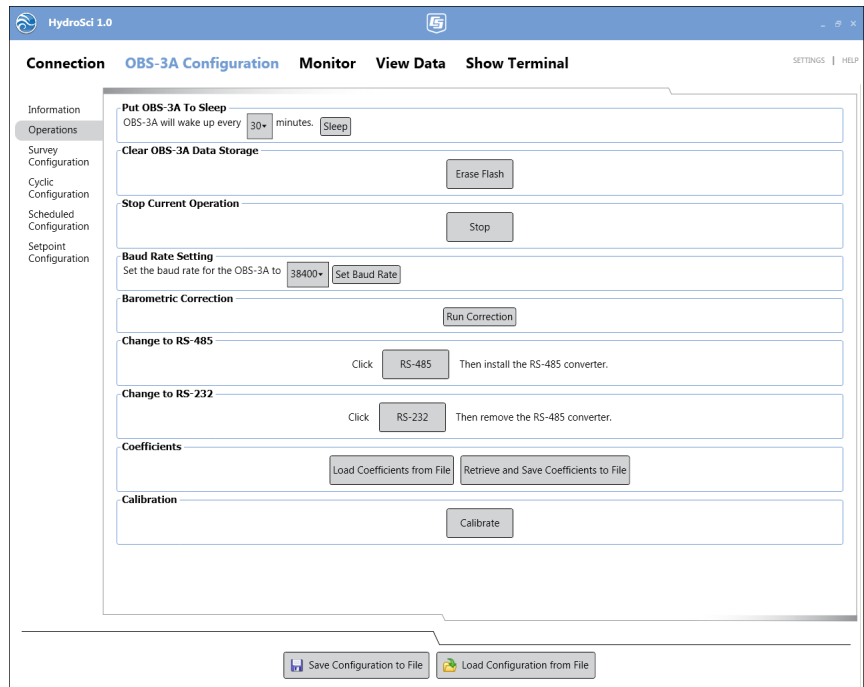 HydroSci 1.0
Connection OBS-3A Configuration Monitor View Data Show Terminal
SETTINGS | HELP
Information
Operations
Survey
Configuration
Cyclic
Configuration
Scheduled
Configuration
Setpoint
Configuration
Put OBS-3A To Sleep
OBS-3A will wake up every 30 minutes. Sleep
Clear OBS-3A Data Storage
Erase Flash
Stop Current Operation
Stop
Baud Rate Setting
Set the baud rate for the OBS-3A to 38400 Set Baud Rate
Barometric Correction
Run Correction
Change to RS-485
Click RS-485 Then install the RS-485 converter.
Change to RS-232
Click RS-232 Then remove the RS-485 converter.
Coefficients
Load Coefficients from File Retrieve and Save Coefficients to File
Calibration
Calibrate
Save Configuration to File Load Configuration from File